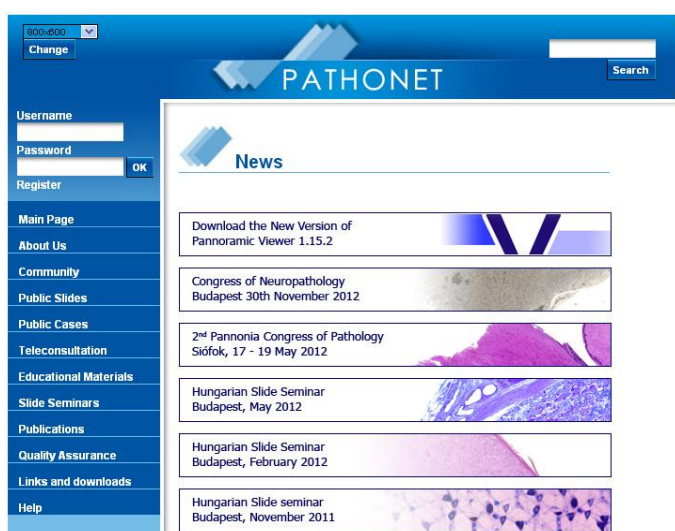 800x600
Change
PATHONET
Search
Username
Password
OK
Register
Main Page
About Us
Community
Public Slides
Public Cases
Teleconsultation
Educational Materials
Slide Seminars
Publications
Quality Assurance
Links and downloads
Help
News
Download the New Version of
Pannoramic Viewer 1.15.2
Congress of Neuropathology
Budapest 30th November 2012
2nd Pannonia Congress of Pathology
Siófok, 17 - 19 May 2012
Hungarian Slide Seminar
Budapest, May 2012
Hungarian Slide Seminar
Budapest, February 2012
Hungarian Slide seminar
Budapest, November 2011